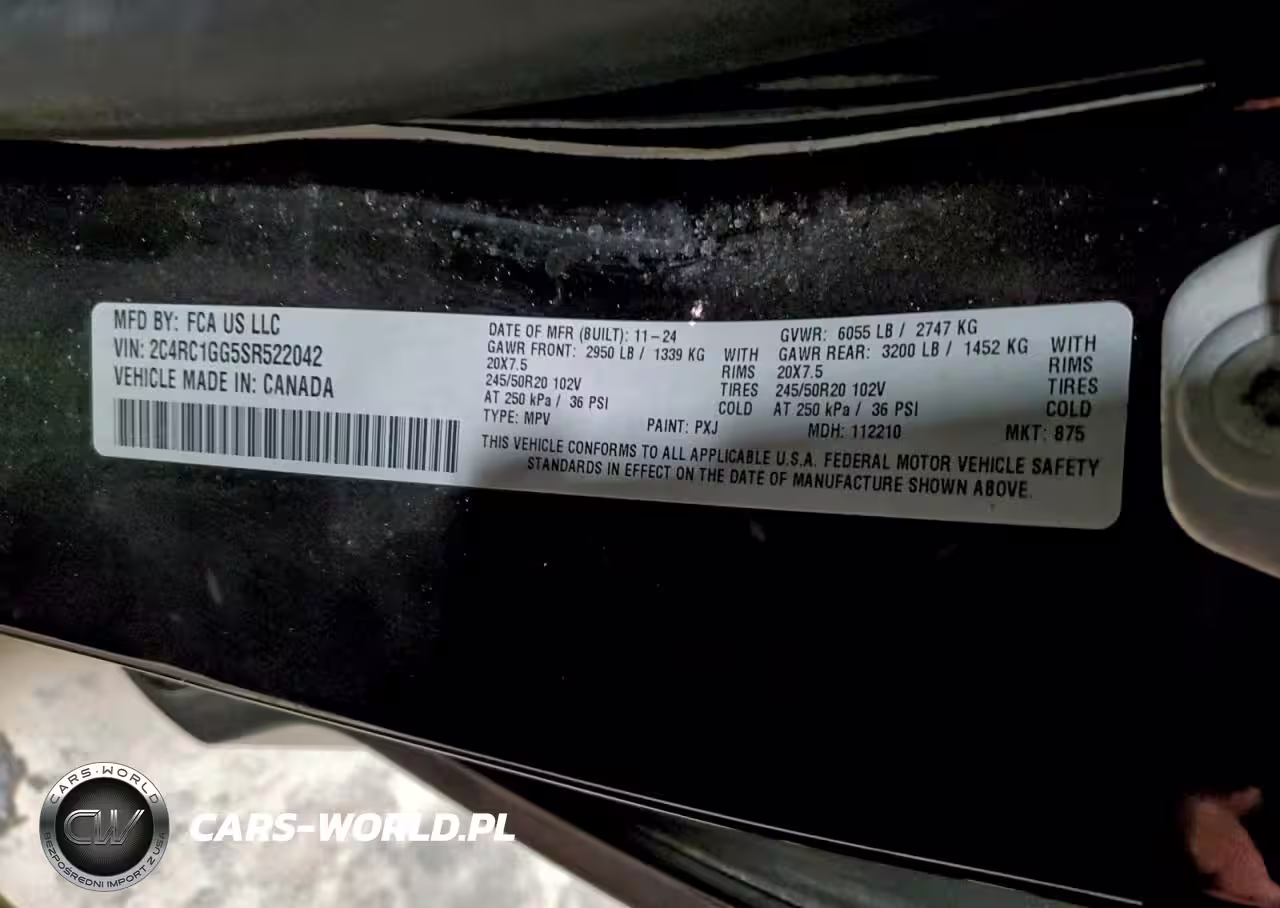 MFD BY: FCA US LLC
VIN: 2C4RC1GG5SR522042
VEHICLE MADE IN: CANADA
DATE OF MFR (BUILT): 11-24 GVWR: 6055 LB / 2747 KG
GAWR FRONT: 2950 LB / 1339 KG WITH GAWR REAR: 3200 LB / 1452 KG WITH
20X7.5 RIMS 20X7.5 RIMS
245/50R20 102V TIRES 245/50R20 102V TIRES
AT 250 kPa / 36 PSI COLD AT 250 kPa / 36 PSI COLD
TYPE: MPV PAINT: PXJ MDH: 112210 MKT: 875
THIS VEHICLE CONFORMS TO ALL APPLICABLE U.S.A. FEDERAL MOTOR VEHICLE SAFETY
STANDARDS IN EFFECT ON THE DATE OF MANUFACTURE SHOWN ABOVE.
CARS-WORLD
CW
BEZPOŚREDNI IMPORT Z USA
CARS-WORLD.PL